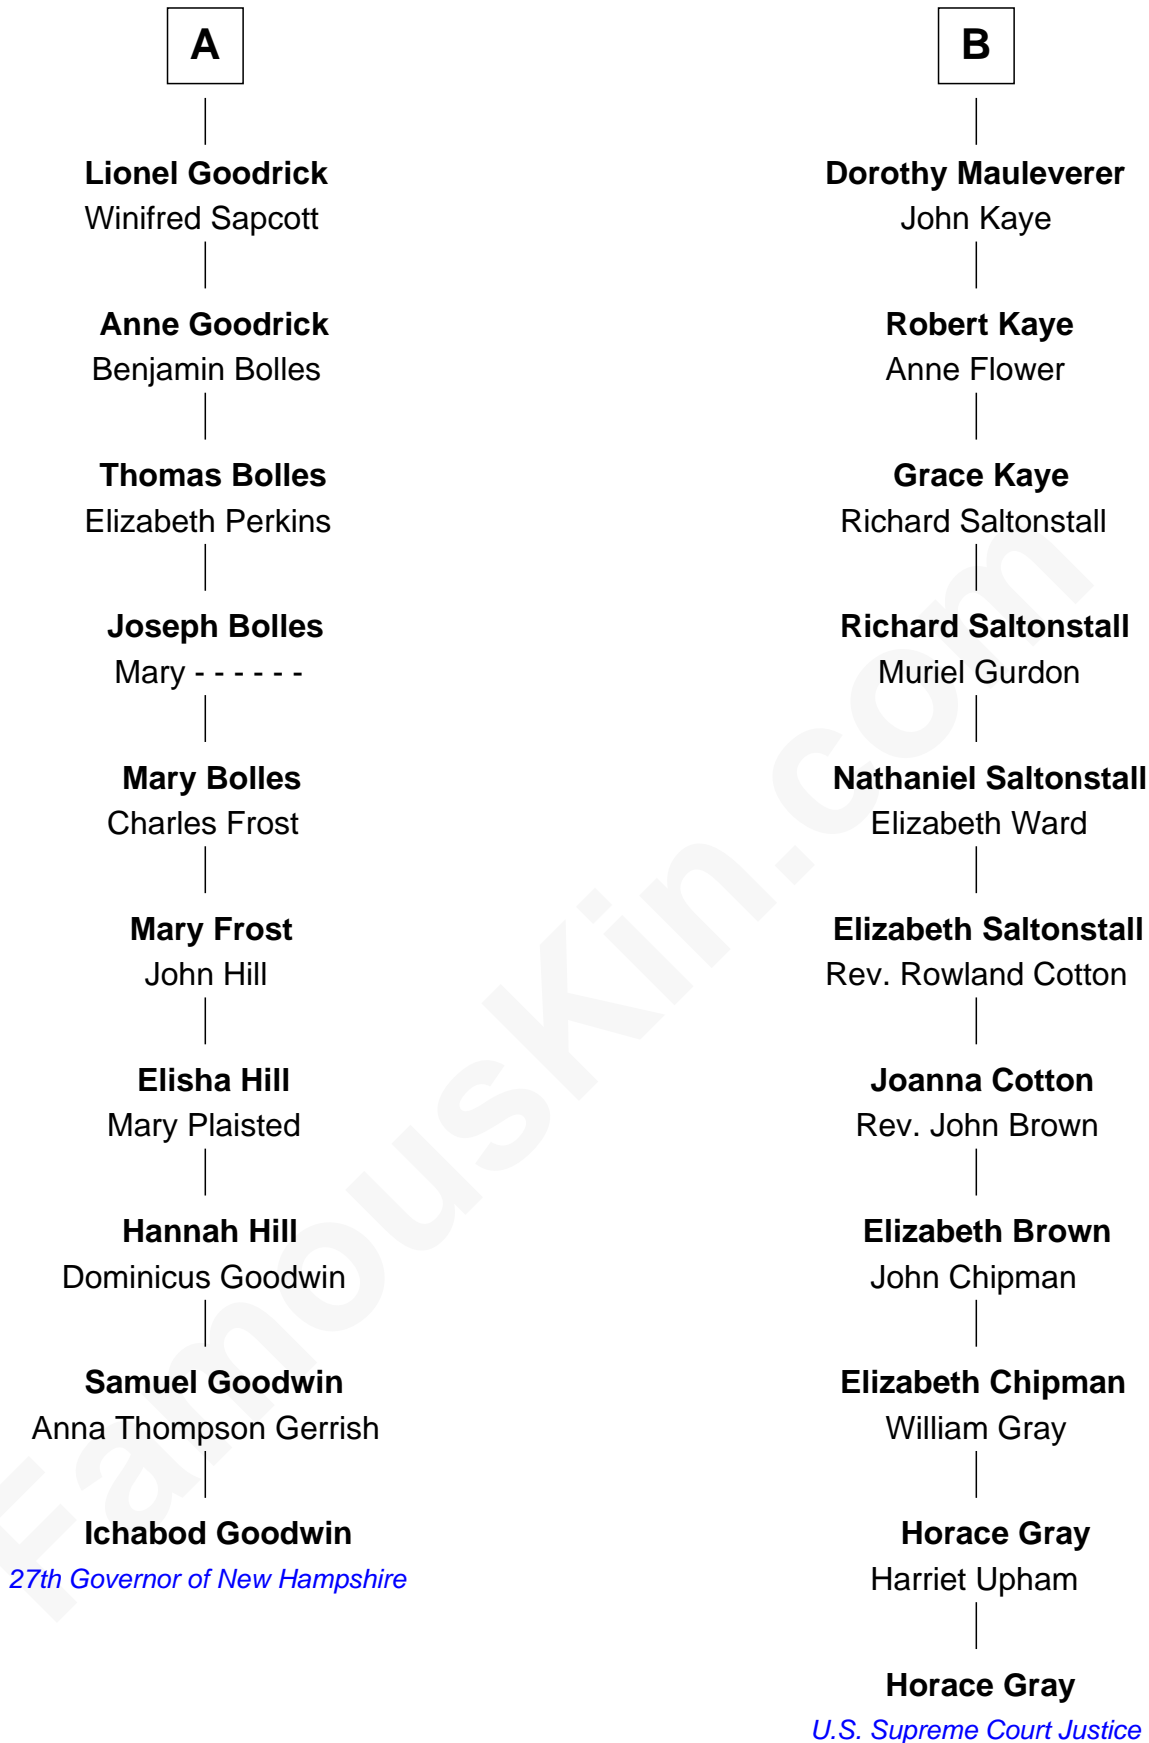 A
Lionel Goodrick
Winifred Sapcott
Anne Goodrick
Benjamin Bolles
Thomas Bolles
Elizabeth Perkins
Joseph Bolles
Mary - - - - - -
Mary Bolles
Charles Frost
Mary Frost
John Hill
Elisha Hill
Mary Plaisted
Hannah Hill
Dominicus Goodwin
Samuel Goodwin
Anna Thompson Gerrish
Ichabod Goodwin
27th Governor of New Hampshire
B
Dorothy Mauleverer
John Kaye
Robert Kaye
Anne Flower
Grace Kaye
Richard Saltonstall
Richard Saltonstall
Muriel Gurdon
Nathaniel Saltonstall
Elizabeth Ward
Elizabeth Saltonstall
Rev. Rowland Cotton
Joanna Cotton
Rev. John Brown
Elizabeth Brown
John Chipman
Elizabeth Chipman
William Gray
Horace Gray
Harriet Upham
Horace Gray
U.S. Supreme Court Justice
FamousKin.com